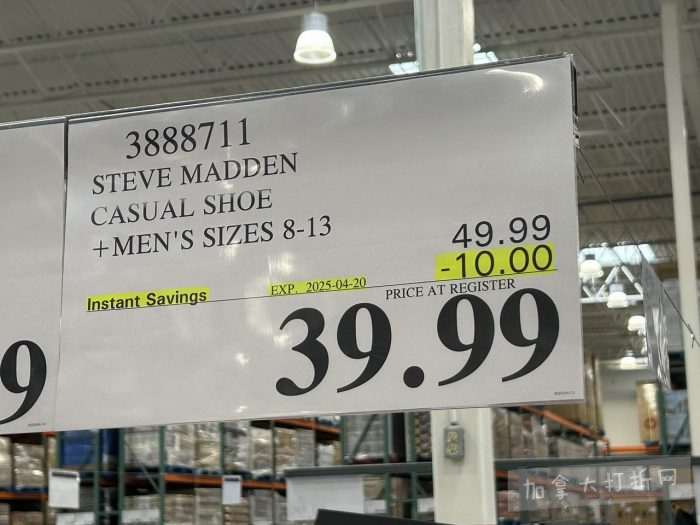 3888711
STEVE MADDEN
CASUAL SHOE
+MEN'S SIZES 8-13
49.99
-10.00
Instant Savings
EXP. 2025-04-20
PRICE AT REGISTER
39.99
9
加拿大打折网